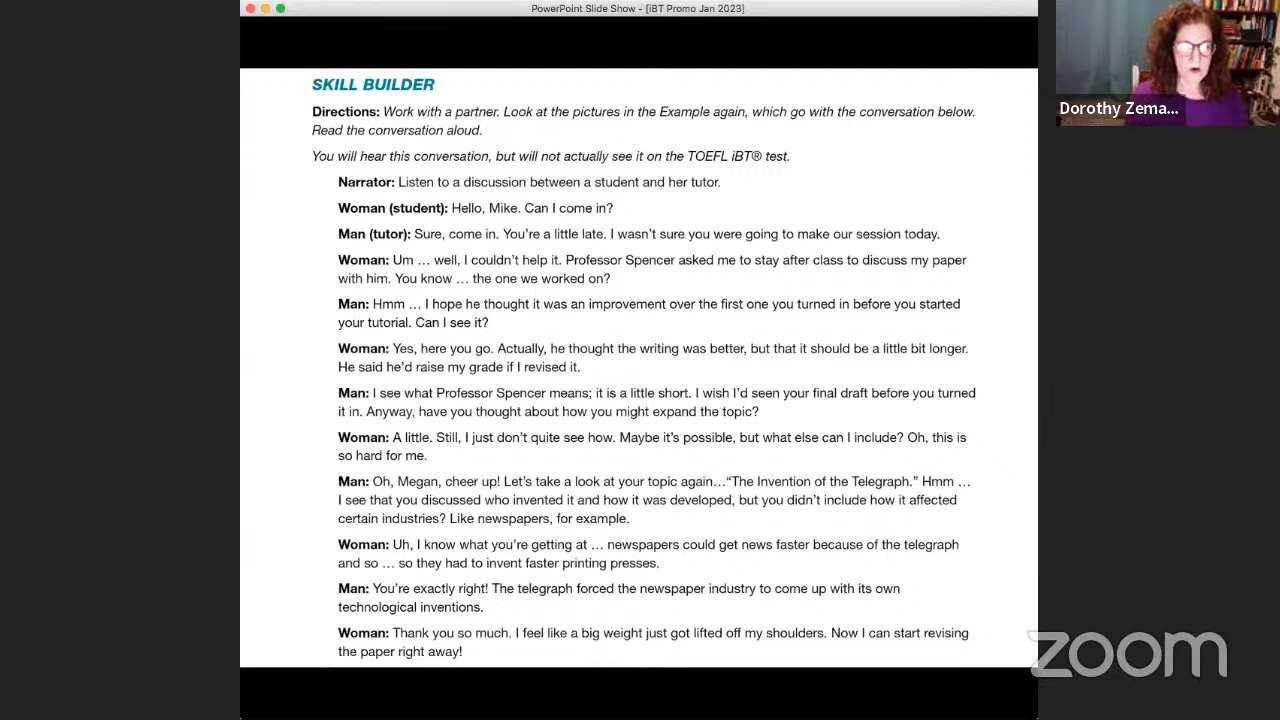 PowerPoint Slide Show - [iBT Promo Jan 2023]
SKILL BUILDER
Directions: Work with a partner. Look at the pictures in the Example again, which go with the conversation below.
Read the conversation aloud.
You will hear this conversation, but will not actually see it on the TOEFL iBT® test.
Narrator: Listen to a discussion between a student and her tutor.
Woman (student): Hello, Mike. Can I come in?
Man (tutor): Sure, come in. You're a little late. I wasn't sure you were going to make our session today.
Woman: Um … well, I couldn't help it. Professor Spencer asked me to stay after class to discuss my paper
with him. You know … the one we worked on?
Man: Hmm … I hope he thought it was an improvement over the first one you turned in before you started
your tutorial. Can I see it?
Woman: Yes, here you go. Actually, he thought the writing was better, but that it should be a little bit longer.
He said he'd raise my grade if I revised it.
Man: I see what Professor Spencer means; it is a little short. I wish I'd seen your final draft before you turned
it in. Anyway, have you thought about how you might expand the topic?
Woman: A little. Still, I just don't quite see how. Maybe it's possible, but what else can I include? Oh, this is
so hard for me.
Man: Oh, Megan, cheer up! Let's take a look at your topic again…“The Invention of the Telegraph.” Hmm …
I see that you discussed who invented it and how it was developed, but you didn't include how it affected
certain industries? Like newspapers, for example.
Woman: Uh, I know what you're getting at … newspapers could get news faster because of the telegraph
and so … so they had to invent faster printing presses.
Man: You're exactly right! The telegraph forced the newspaper industry to come up with its own
technological inventions.
Woman: Thank you so much. I feel like a big weight just got lifted off my shoulders. Now I can start revising
the paper right away!
Dorothy Zema...
zoom